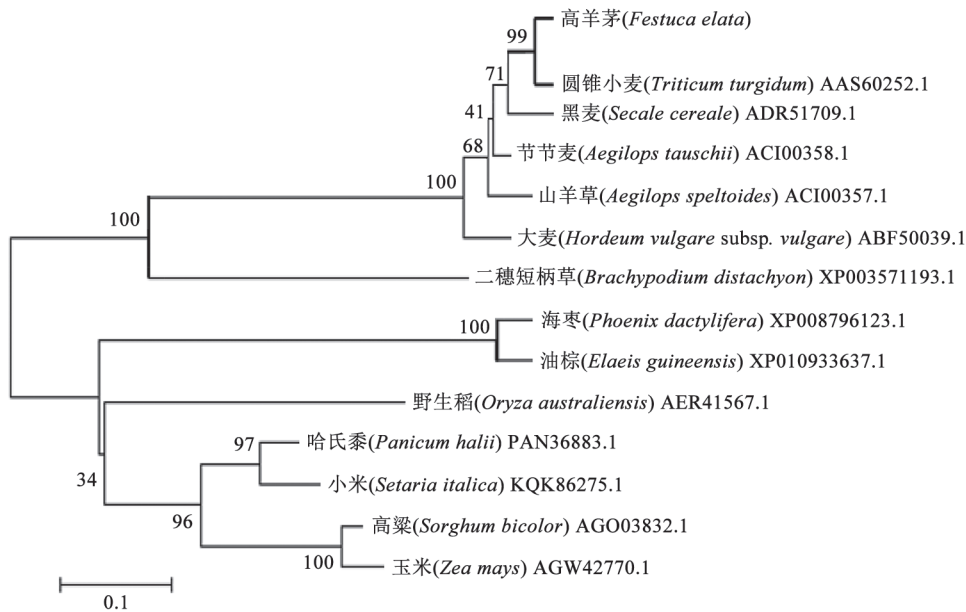 高羊茅(Festuca elata)
99
圆锥小麦(Triticum turgidum) AAS60252.1
71
黑麦(Secale cereale) ADR51709.1
41
节节麦(Aegilops tauschii) ACI00358.1
68
100
山羊草(Aegilops speltoides) ACI00357.1
100
大麦(Hordeum vulgare subsp. vulgare) ABF50039.1
二穗短柄草(Brachypodium distachyon) XP003571193.1
海枣(Phoenix dactylifera) XP008796123.1
100
油棕(Elaeis guineensis) XP010933637.1
野生稻(Oryza australiensis) AER41567.1
哈氏黍(Panicum halii) PAN36883.1
97
34
小米(Setaria italica) KQK86275.1
96
高粱(Sorghum bicolor) AGO03832.1
100
玉米(Zea mays) AGW42770.1
0.1